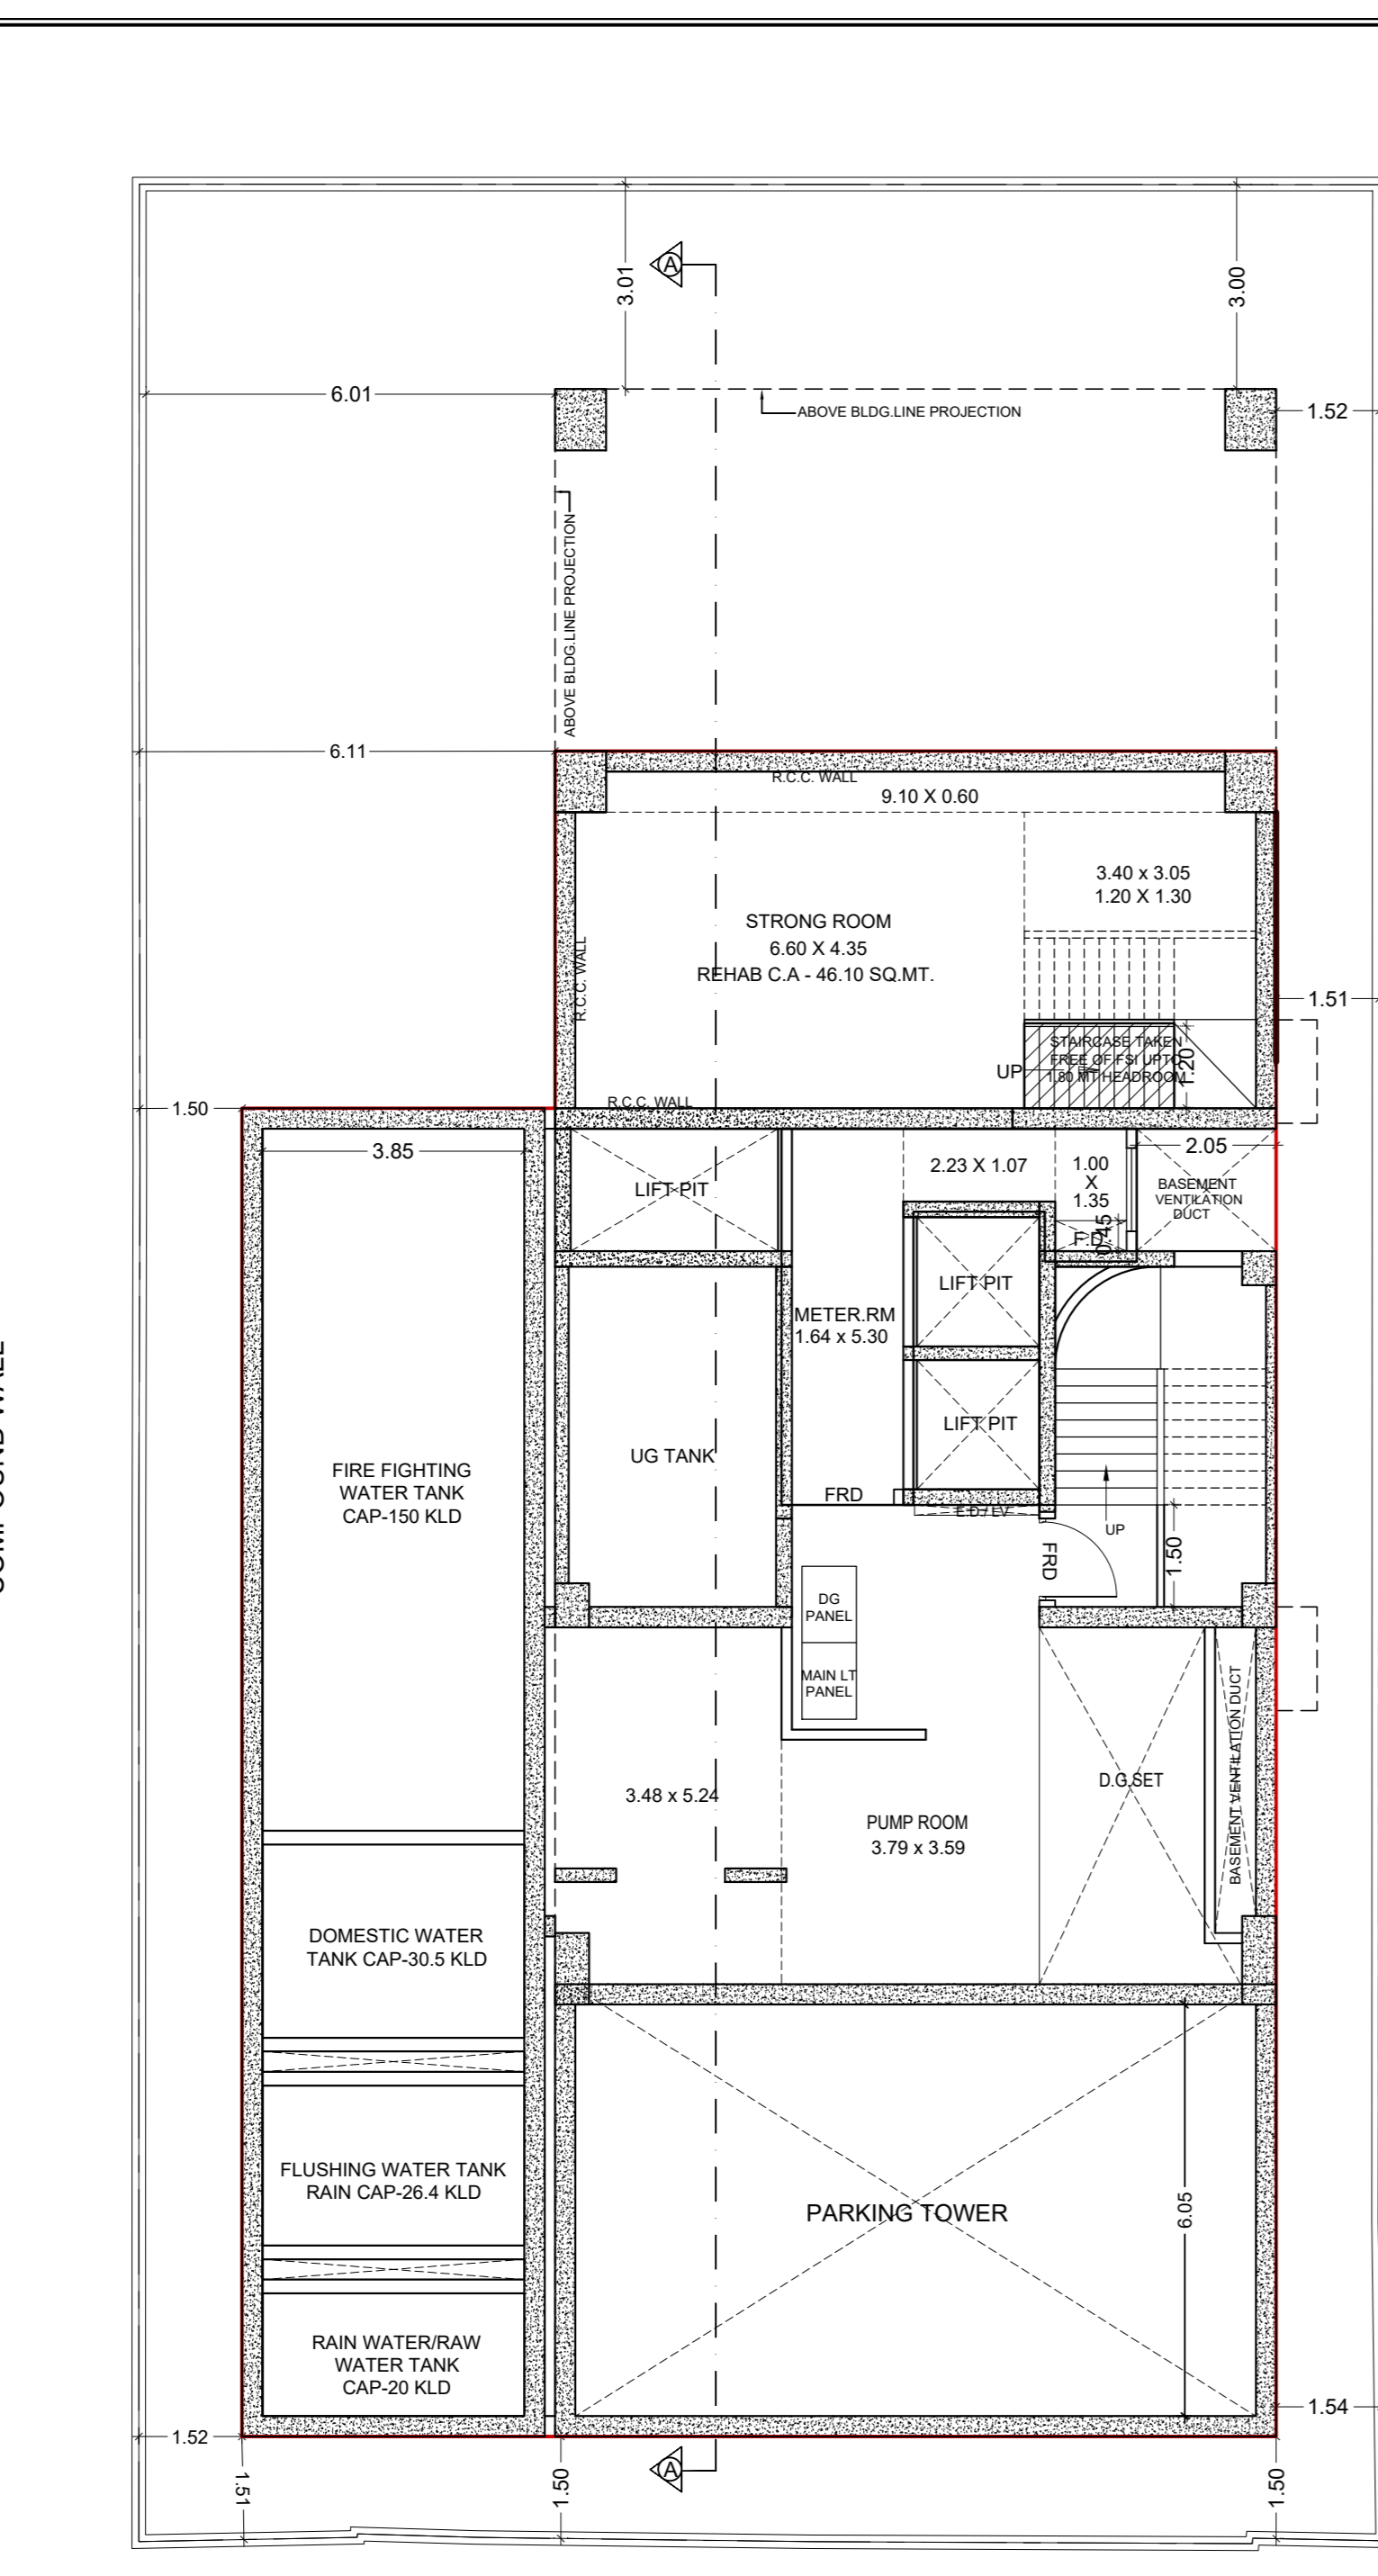 3.01
A
3.00
6.01
ABOVE BLDG.LINE PROJECTION
1.52
ABOVE BLDG.LINE PROJECTION
6.11
R.C.C. WALL
9.10 X 0.60
3.40 x 3.05
1.20 X 1.30
STRONG ROOM
6.60 X 4.35
REHAB C.A - 46.10 SQ.MT.
R.C.C. WALL
1.51
STAIRCASE TAKEN
FREE OF FSI UPTO
1.80 MT HEADROOM
UP
1.20
R.C.C. WALL
1.50
3.85
LIFT PIT
2.23 X 1.07
1.00
X
1.35
2.05
BASEMENT
VENTILATION
DUCT
F.D.
0.45
LIFT PIT
METER.RM
1.64 x 5.30
LIFT PIT
UG TANK
FIRE FIGHTING
WATER TANK
CAP-150 KLD
FRD
E.D / LV
UP
FRD
1.50
DG
PANEL
MAIN LT
PANEL
BASEMENT VENTILATION DUCT
D.G.SET
3.48 x 5.24
PUMP ROOM
3.79 x 3.59
DOMESTIC WATER
TANK CAP-30.5 KLD
FLUSHING WATER TANK
RAIN CAP-26.4 KLD
PARKING TOWER
6.05
RAIN WATER/RAW
WATER TANK
CAP-20 KLD
1.54
1.52
A
1.51
1.50
1.50